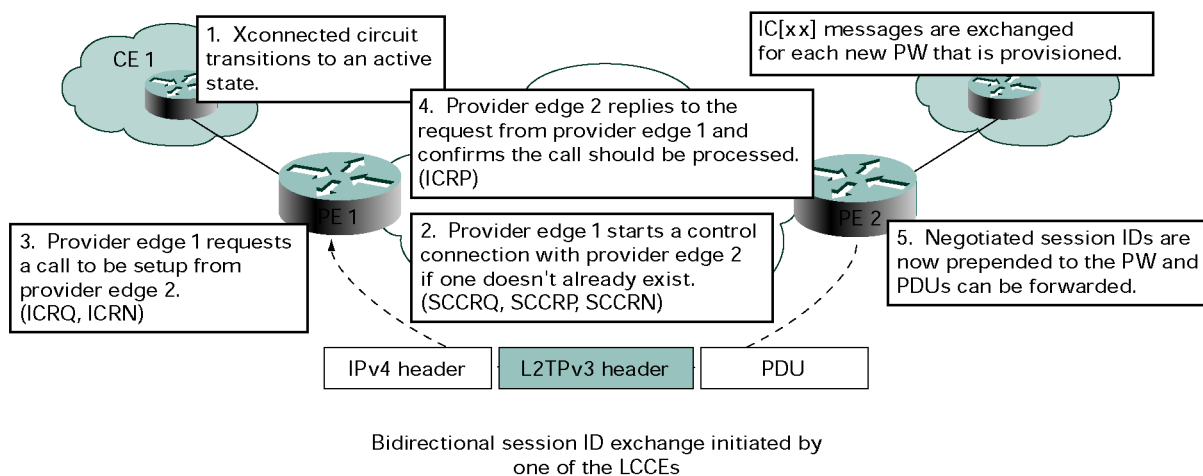 CE 1
1. Xconnected circuit
transitions to an active
state.
IC[xx] messages are exchanged
for each new PW that is provisioned.
4. Provider edge 2 replies to the
request from provider edge 1 and
confirms the call should be processed.
(ICRP)
PE 1
PE 2
3. Provider edge 1 requests
a call to be setup from
provider edge 2.
(ICRQ, ICRN)
2. Provider edge 1 starts a control
connection with provider edge 2
if one doesn't already exist.
(SCCRQ, SCCRP, SCCRN)
5. Negotiated session IDs are
now prepended to the PW and
PDUs can be forwarded.
IPv4 header
L2TPv3 header
PDU
Bidirectional session ID exchange initiated by
one of the LCCEs